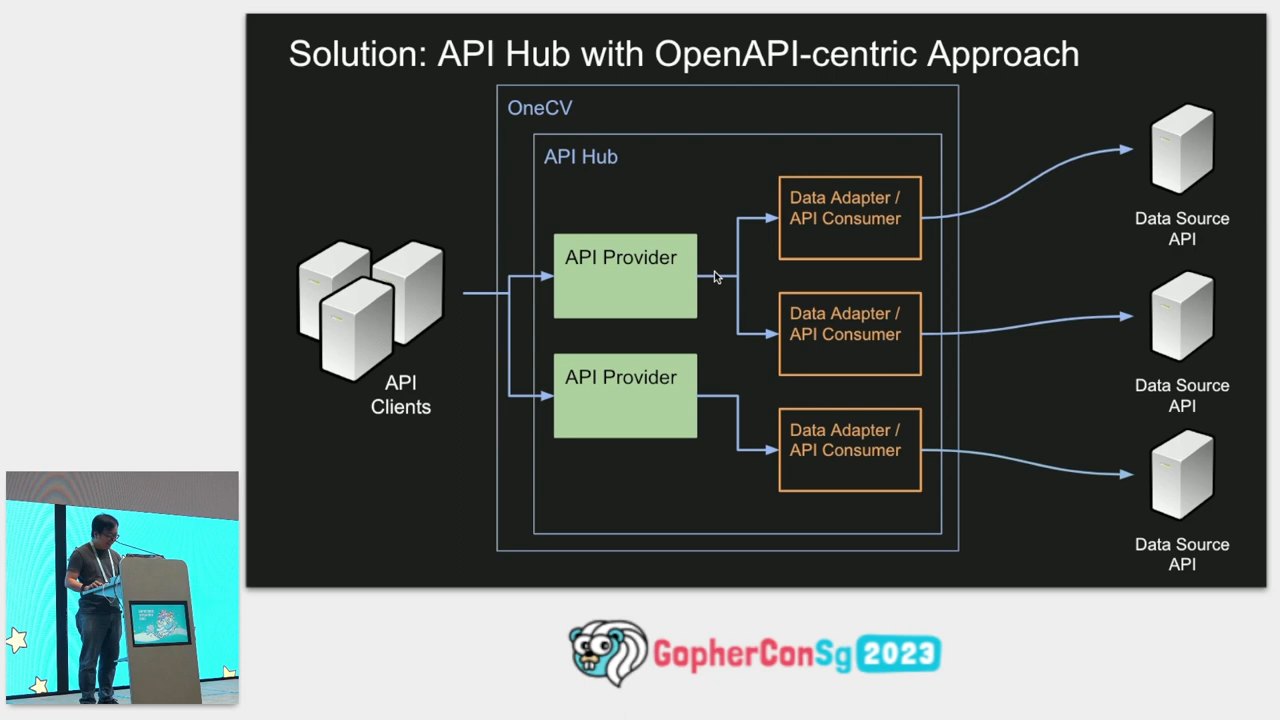 Solution: API Hub with OpenAPI-centric Approach
OneCV
API Hub
API Clients
API Provider
API Provider
Data Adapter /
API Consumer
Data Adapter /
API Consumer
Data Adapter /
API Consumer
Data Source
API
Data Source
API
Data Source
API
GopherConSg 2023